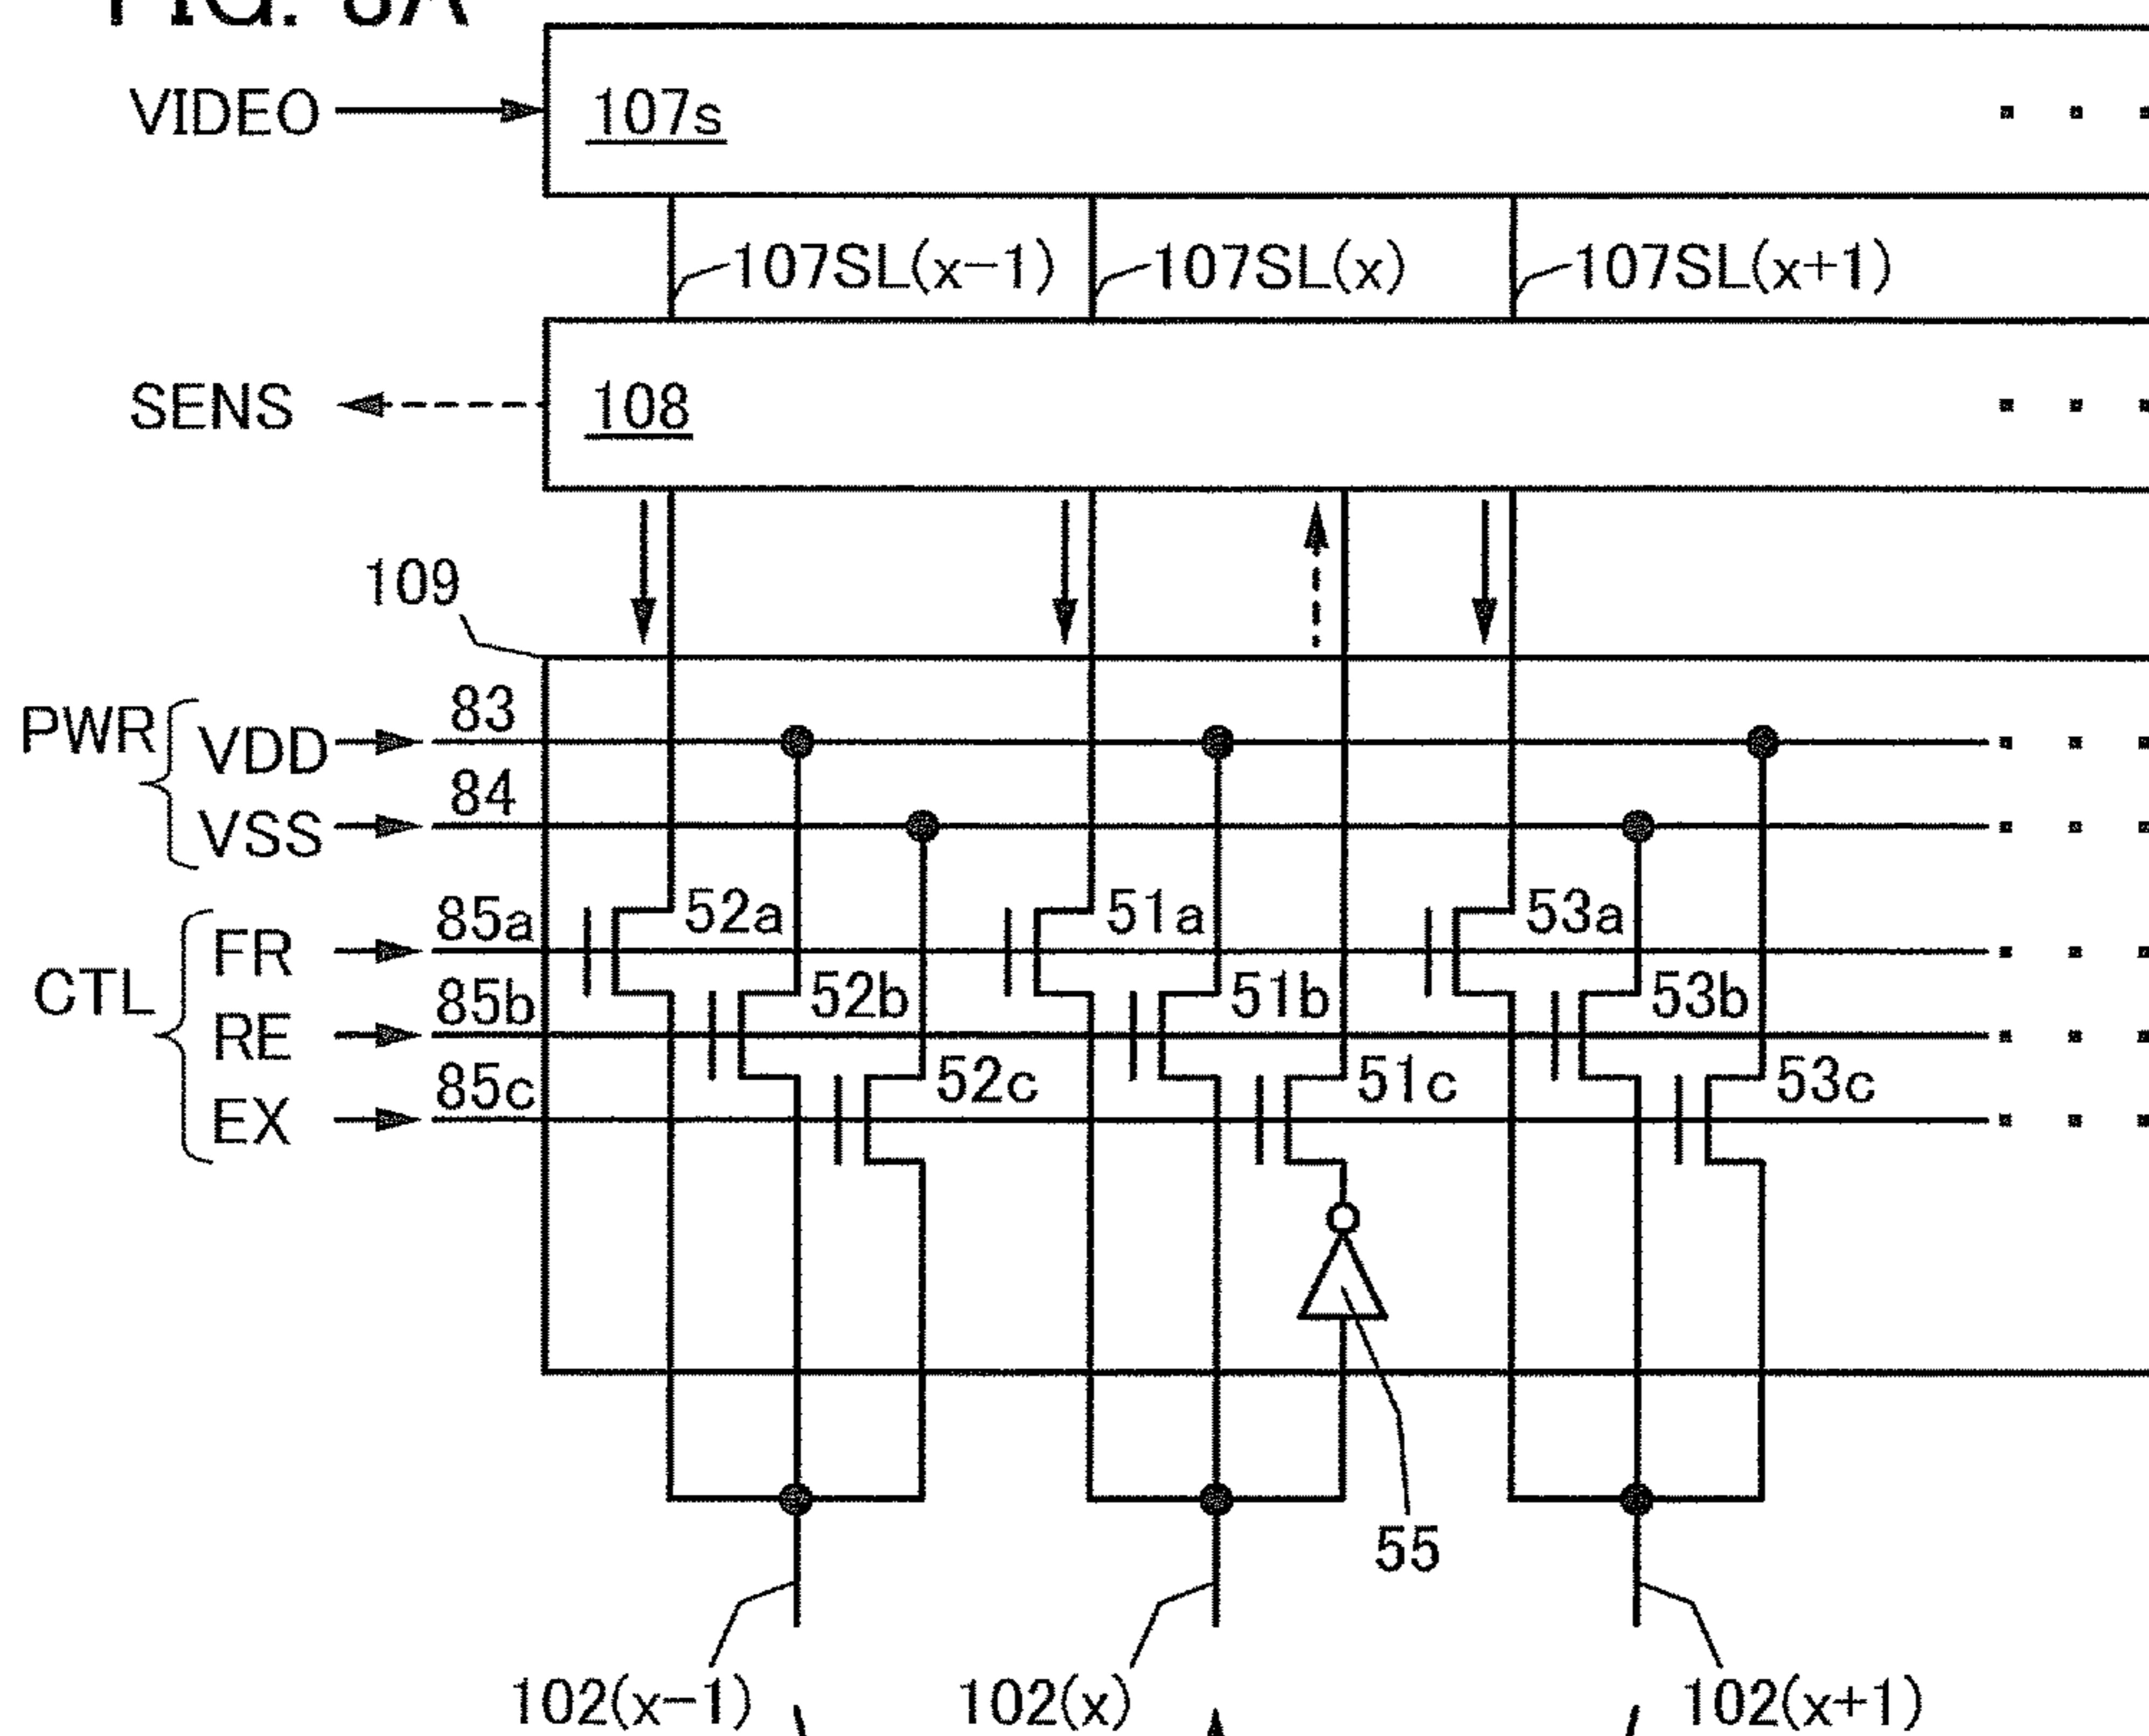 VIDEO
107s
107SL(x-1)
107SL(x)
107SL(x+1)
SENS
108
109
PWR
VDD
83
VSS
84
CTL
FR
85a
52a
51a
53a
RE
85b
52b
51b
53b
EX
85c
52c
51c
53c
55
102(x-1)
102(x)
102(x+1)